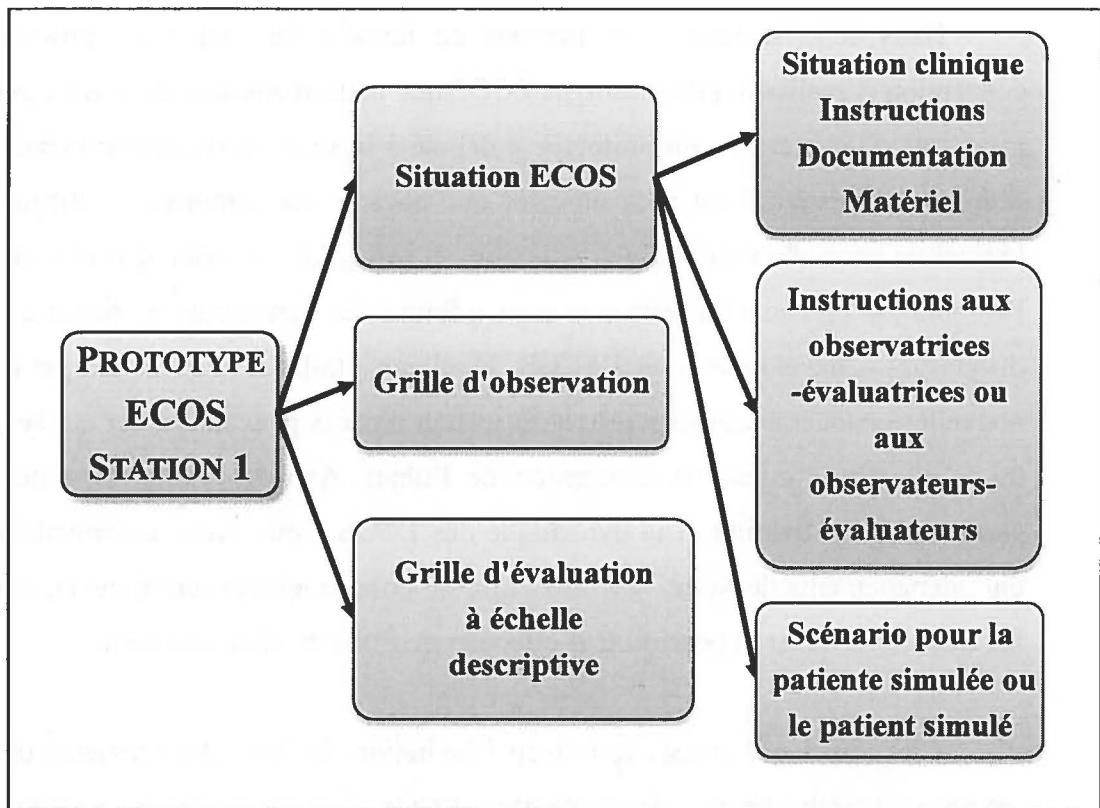 PROTOTYPE
ECOS
STATION 1
Situation ECOS
Grille d'observation
Grille d'évaluation
à échelle
descriptive
Situation clinique
Instructions
Documentation
Matériel
Instructions aux
observatrices
-évaluatrices ou
aux
observateurs-
évaluateurs
Scénario pour la
patiente simulée ou
le patient simulé